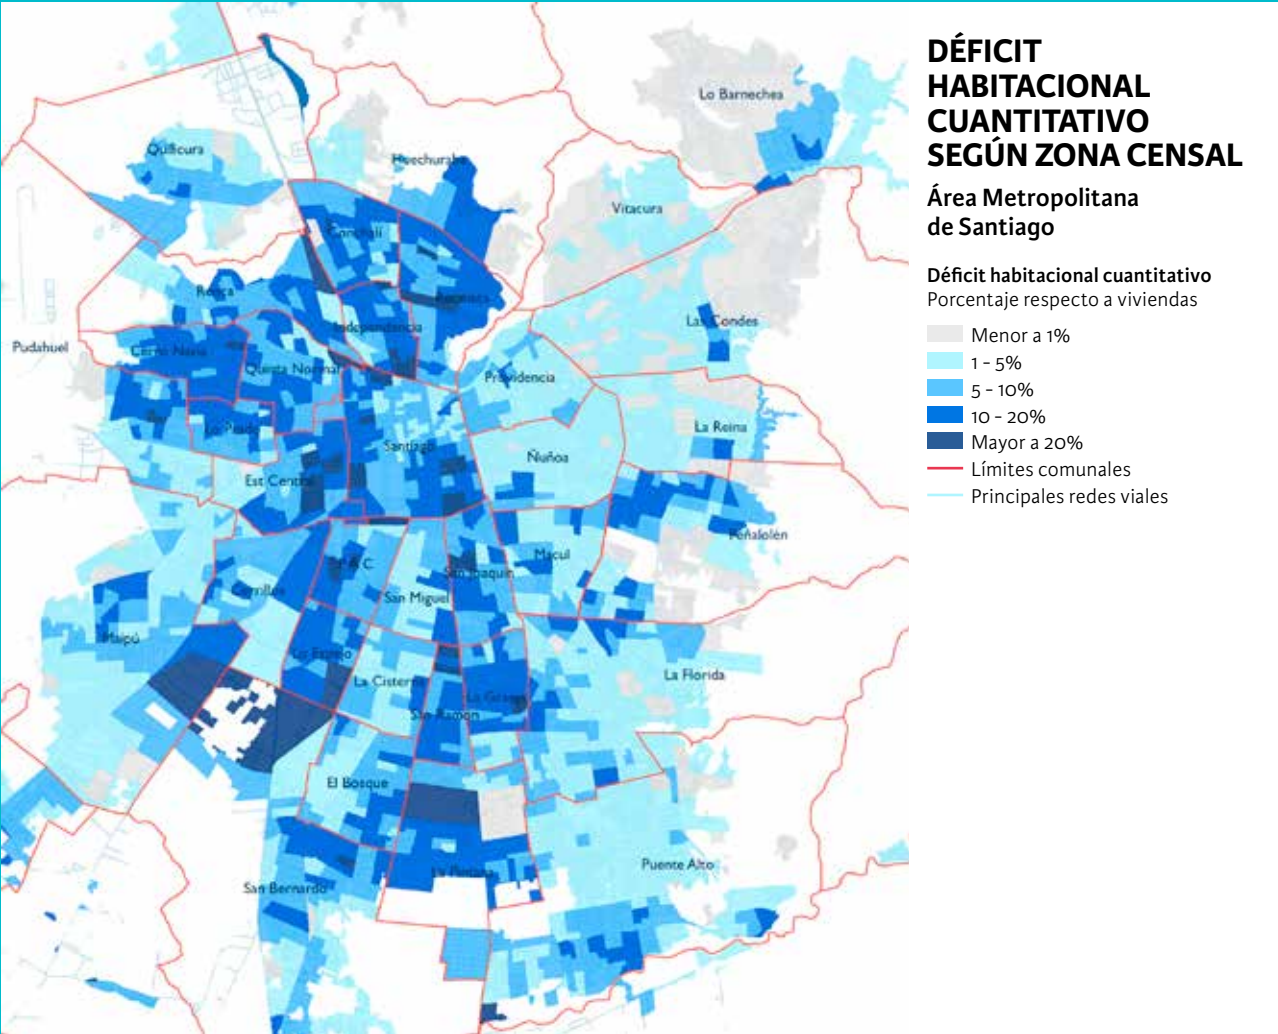 DÉFICIT
HABITACIONAL
CUANTITATIVO
SEGÚN ZONA CENSAL
Área Metropolitana
de Santiago
Déficit habitacional cuantitativo
Porcentaje respecto a viviendas
Menor a 1%
1 - 5%
5 - 10%
10 - 20%
Mayor a 20%
Límites comunales
Principales redes viales
Lo Barnechea
Quilicura
Huechuraba
Vitacura
Conchalí
Renca
Recoleta
Independencia
Las Condes
Pudahuel
Cerro Navia
Quinta Normal
Providencia
Lo Prado
La Reina
Santiago
Ñuñoa
Est Central
Peñalolén
Macul
P.A.C.
San Joaquín
Cerrillos
San Miguel
Maipú
Lo Espejo
La Cisterna
La Florida
La Granja
San Ramón
El Bosque
Puente Alto
La Pintana
San Bernardo